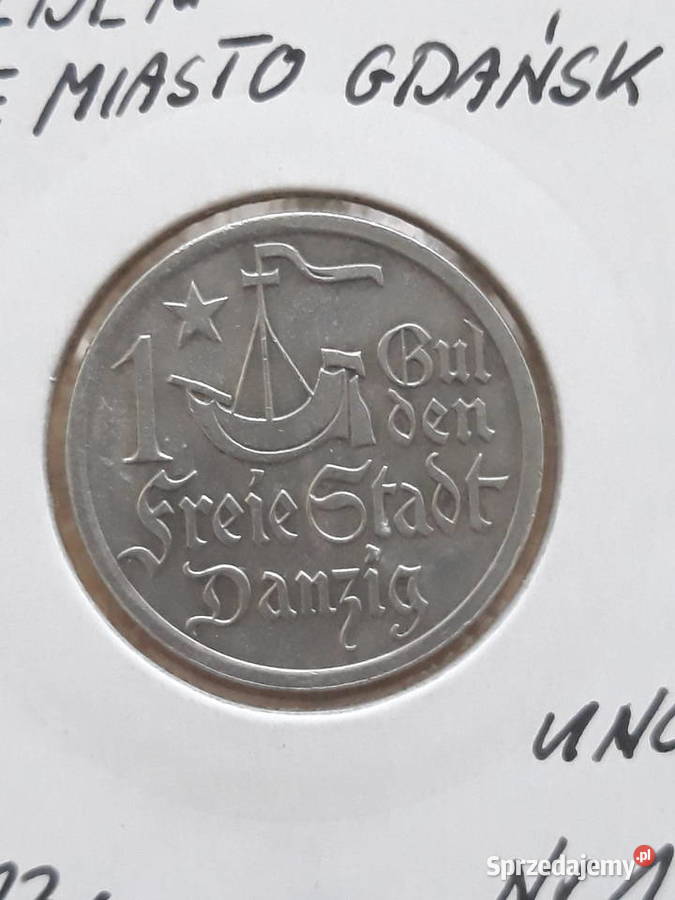 MIASTO GDAŃSK
1
Gul
den
Freie Stadt
Danzig
UNC
Sprzedajemy.pl